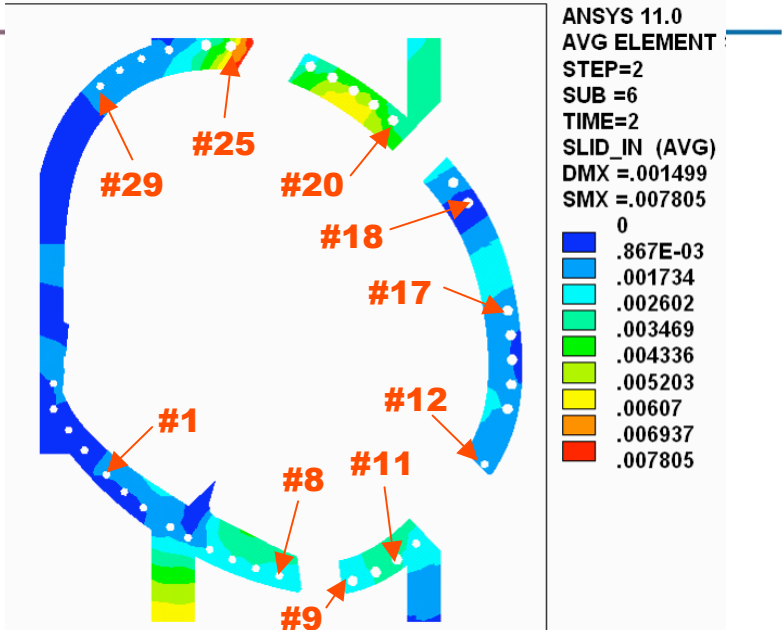 ANSYS 11.0
AVG ELEMENT
STEP=2
SUB =6
TIME=2
SLID_IN (AVG)
DMX =.001499
SMX =.007805
0
.867E-03
.001734
.002602
.003469
.004336
.005203
.00607
.006937
.007805
#25
#29
#20
#18
#17
#12
#1
#11
#8
#9